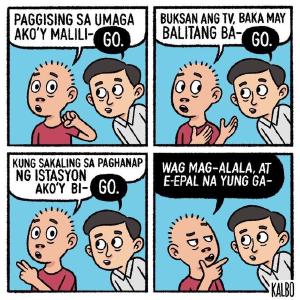 PAGGISING SA UMAGA
AKO'Y MALILI-
GO.
BUKSAN ANG TV, BAKA MAY
BALITANG BA-
GO.
KUNG SAKALING SA PAGHANAP
NG ISTASYON
AKO'Y BI-
GO.
WAG MAG-ALALA, AT
E-EPAL NA YUNG GA-
KALBO